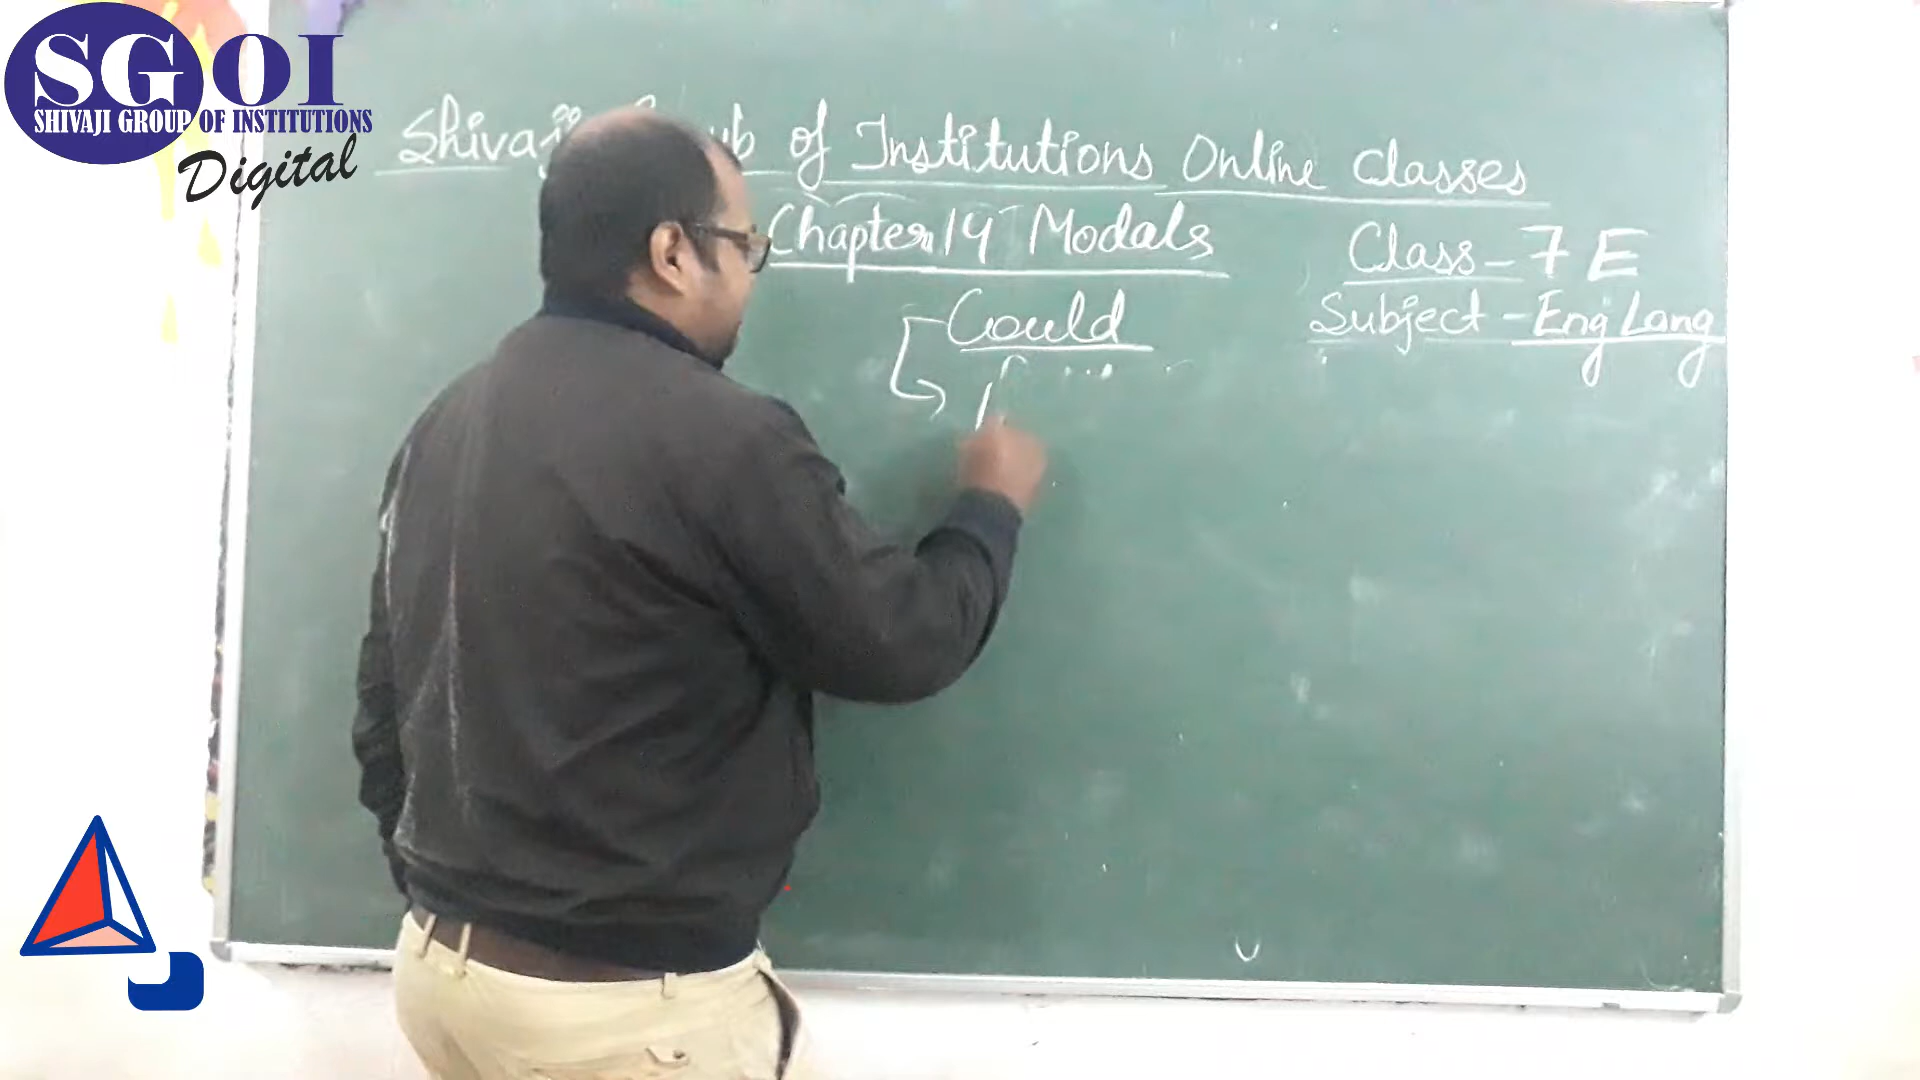 SGOI
SHIVAJI GROUP OF INSTITUTIONS
Digital
of Institutions Online Classes
Chapter 14 Modals
Class - 7 E
Could
Subject - Eng Lang